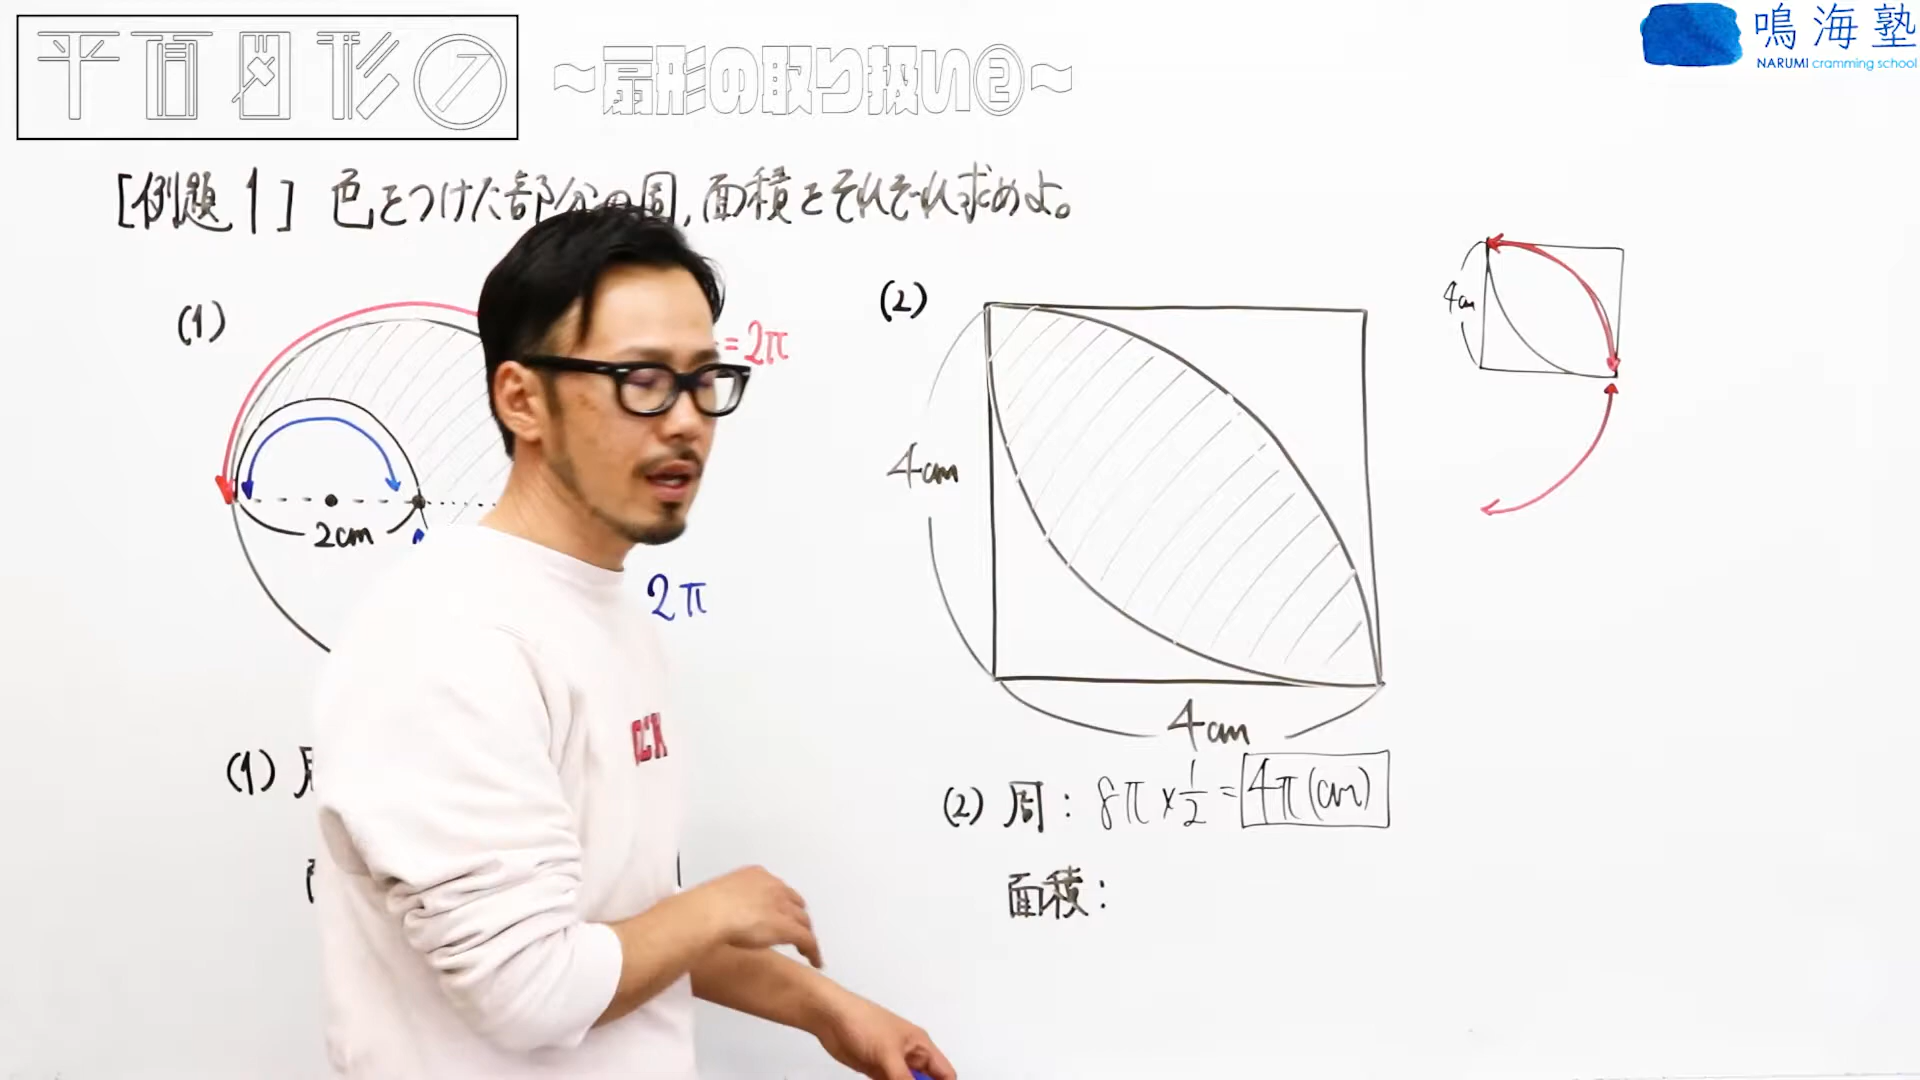 平面図形⑦
～扇形の取り扱い②～
鳴海塾
NARUMI cramming school
[例題1] 色をつけた部分の周,面積をそれぞれ求めよ。
(1)
= 2π
2cm
2π
(2)
4cm
4cm
4cm
(1) 周
(2) 周: 8π×1/2=4π(cm)
面積: